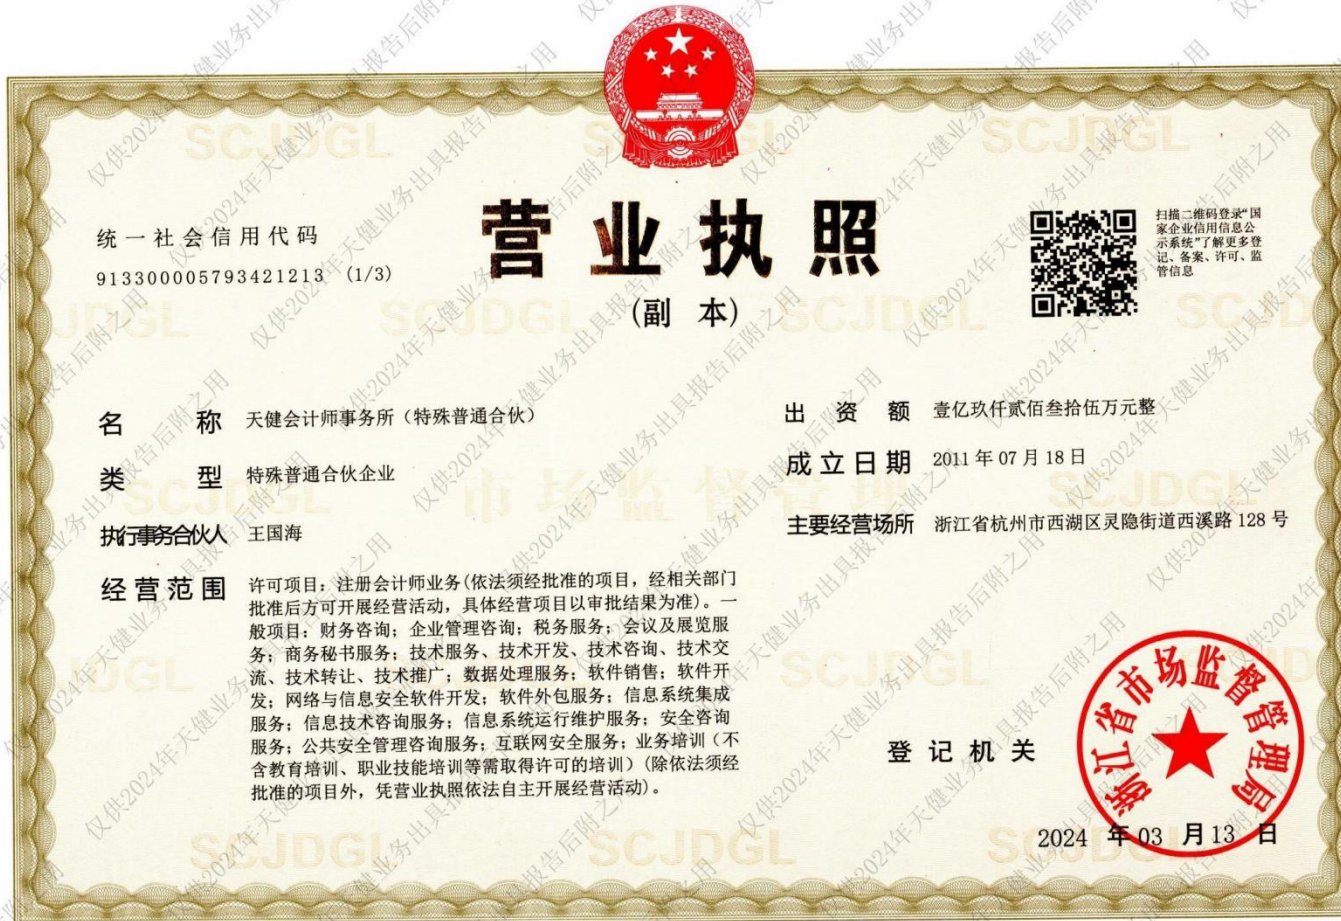 营业执照
(副 本)
统一社会信用代码
913300005793421213 (1/3)
扫描二维码登录“国
家企业信用信息公
示系统”了解更多登
记、备案、许可、监
管信息
名 称 天健会计师事务所（特殊普通合伙）
类 型 特殊普通合伙企业
执行事务合伙人 王国海
经营范围 许可项目：注册会计师业务(依法须经批准的项目，经相关部门
批准后方可开展经营活动，具体经营项目以审批结果为准)。一
般项目：财务咨询；企业管理咨询；税务服务；会议及展览服
务；商务秘书服务；技术服务、技术开发、技术咨询、技术交
流、技术转让、技术推广；数据处理服务；软件销售；软件开
发；网络与信息安全软件开发；软件外包服务；信息系统集成
服务；信息技术咨询服务；信息系统运行维护服务；安全咨询
服务；公共安全管理咨询服务；互联网安全服务；业务培训（不
含教育培训、职业技能培训等需取得许可的培训）(除依法须经
批准的项目外，凭营业执照依法自主开展经营活动)。
出 资 额 壹亿玖仟贰佰叁拾伍万元整
成立日期 2011 年 07 月 18 日
主要经营场所 浙江省杭州市西湖区灵隐街道西溪路 128 号
登记机关
浙江省市场监督管理局
2024 年 03 月 13 日
SCJDGL
市场监督管理
仅供2024年天健业务出具报告后附之用